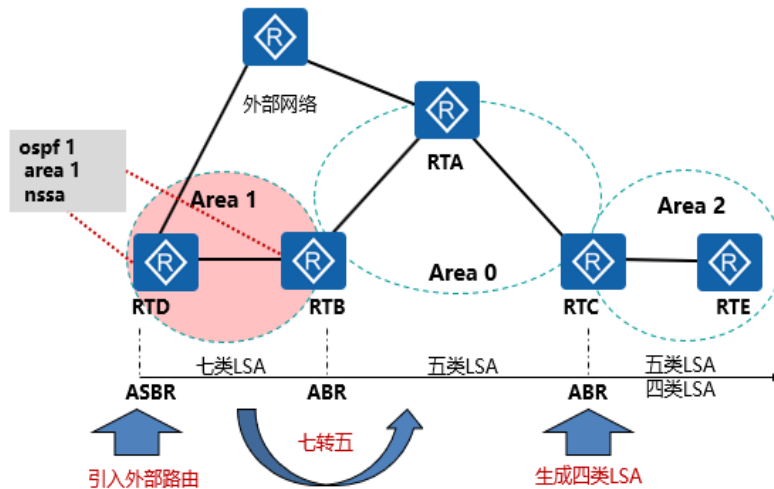 R
外部网络
R
RTA
ospf 1
area 1
nssa
Area 1
Area 2
Area 0
R
R
R
R
RTD
RTB
RTC
RTE
七类LSA
五类LSA
五类LSA
四类LSA
ASBR
ABR
ABR
七转五
引入外部路由
生成四类LSA